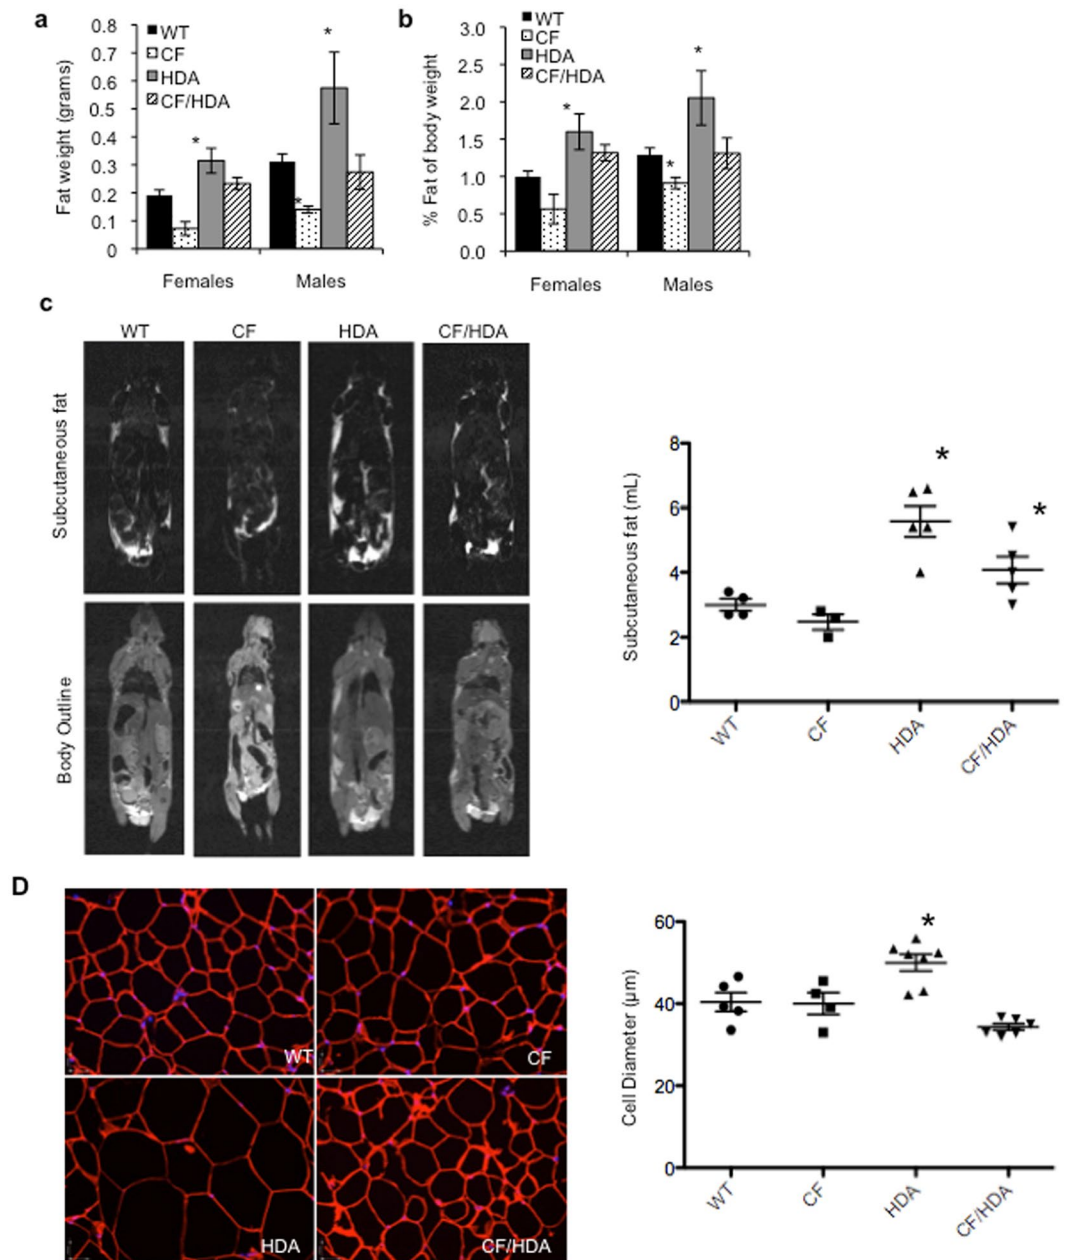 a
0.8
0.7
0.6
0.5
0.4
0.3
0.2
0.1
0
Fat weight (grams)
WT
CF
HDA
CF/HDA
*
*
*
Females Males
b
3.0
2.5
2.0
1.5
1.0
0.5
0.0
% Fat of body weight
WT
CF
HDA
CF/HDA
*
*
*
Females Males
c
WT CF HDA CF/HDA
Subcutaneous fat
Body Outline
Subcutaneous fat (mL)
8
6
4
2
0
*
*
WT CF HDA CF/HDA
D
WT CF
HDA CF/HDA
Cell Diameter (μm)
60
40
20
0
*
WT CF HDA CF/HDA